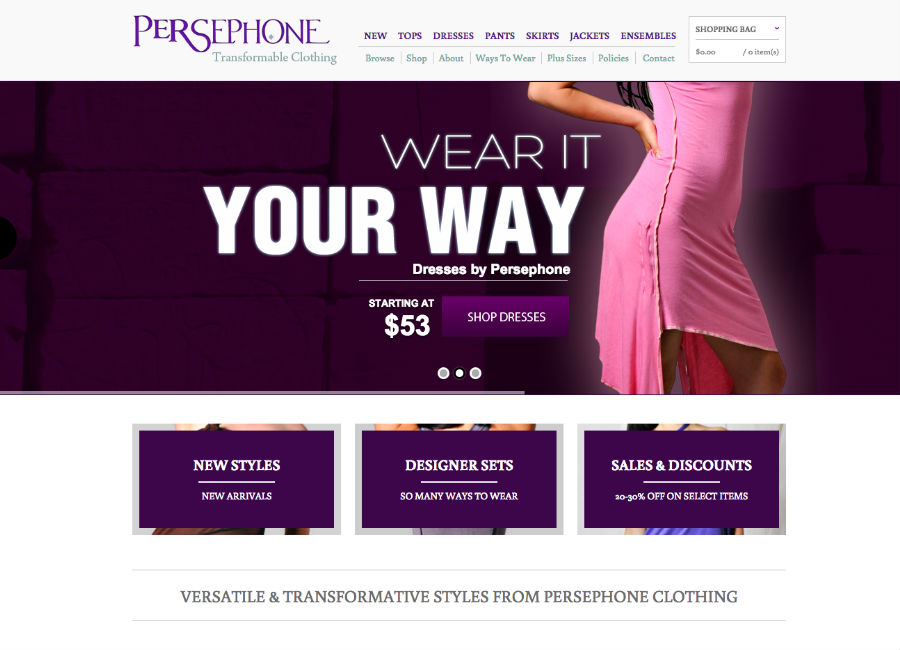 PERSEPHONE
Transformable Clothing
NEW TOPS DRESSES PANTS SKIRTS JACKETS ENSEMBLES
Browse Shop About Ways To Wear Plus Sizes Policies Contact
SHOPPING BAG
$0.00 / 0 item(s)
WEAR IT
YOUR WAY
Dresses by Persephone
STARTING AT
$53
SHOP DRESSES
NEW STYLES
NEW ARRIVALS
DESIGNER SETS
SO MANY WAYS TO WEAR
SALES & DISCOUNTS
20-30% OFF ON SELECT ITEMS
VERSATILE & TRANSFORMATIVE STYLES FROM PERSEPHONE CLOTHING